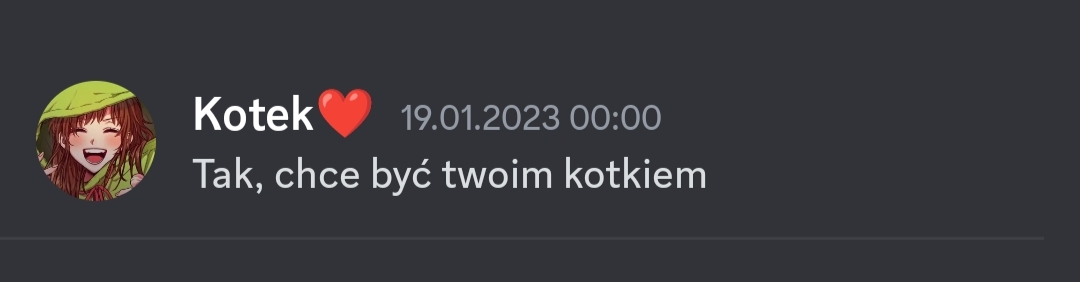 Kotek❤️ 19.01.2023 00:00
Tak, chce być twoim kotkiem